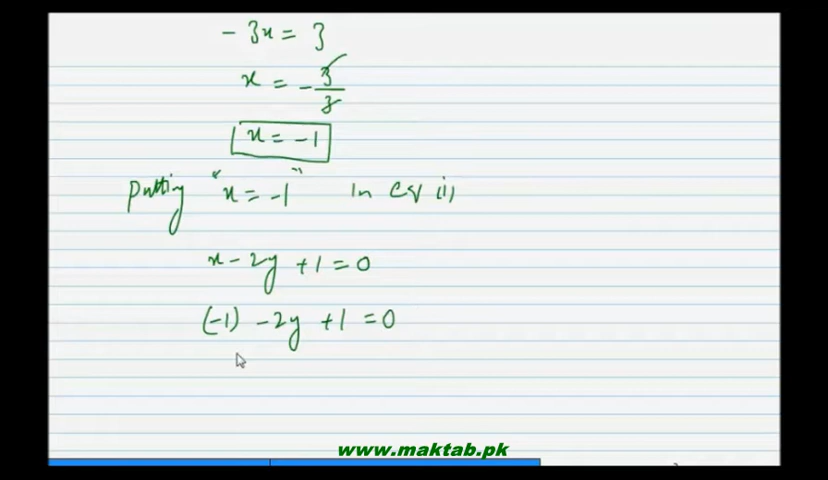 - 3x = 3
x = - 3/3
x = -1
Putting "x = -1" in eq (i)
x - 2y + 1 = 0
(-1) - 2y + 1 = 0
www.maktab.pk